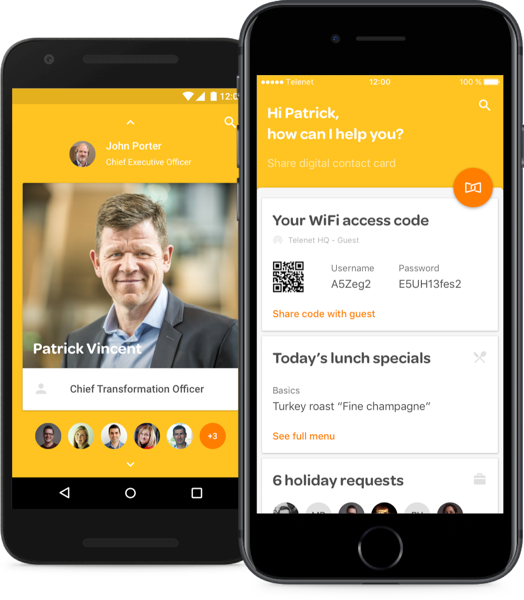 12:0
John Porter
Chief Executive Officer
Patrick Vincent
Chief Transformation Officer
+3
Telenet 12:00 100 %
Hi Patrick,
how can I help you?
Share digital contact card
Your WiFi access code
Telenet HQ - Guest
Username Password
A5Zeg2 E5UH13fes2
Share code with guest
Today's lunch specials
Basics
Turkey roast “Fine champagne”
See full menu
6 holiday requests